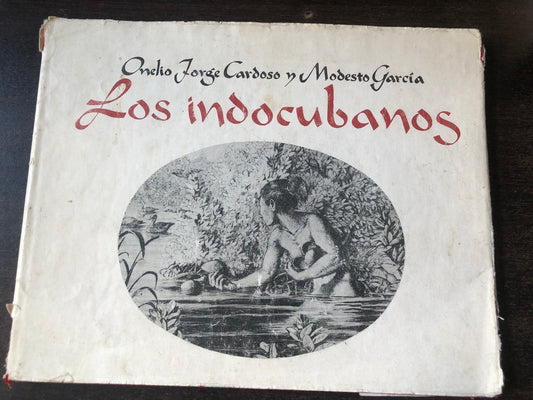 Onelio Jorge Cardoso y Modesto García
Los indocubanos